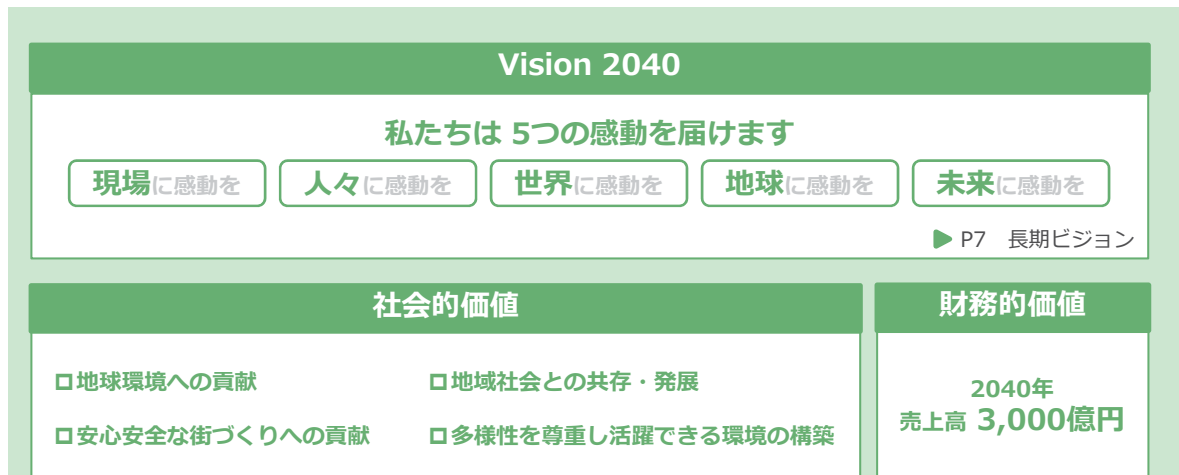 Vision 2040
私たちは 5つの感動を届けます
現場に感動を
人々に感動を
世界に感動を
地球に感動を
未来に感動を
▶ P7 長期ビジョン
社会的価値
□地球環境への貢献
□地域社会との共存・発展
□安心安全な街づくりへの貢献
□多様性を尊重し活躍できる環境の構築
財務的価値
2040年
売上高 3,000億円